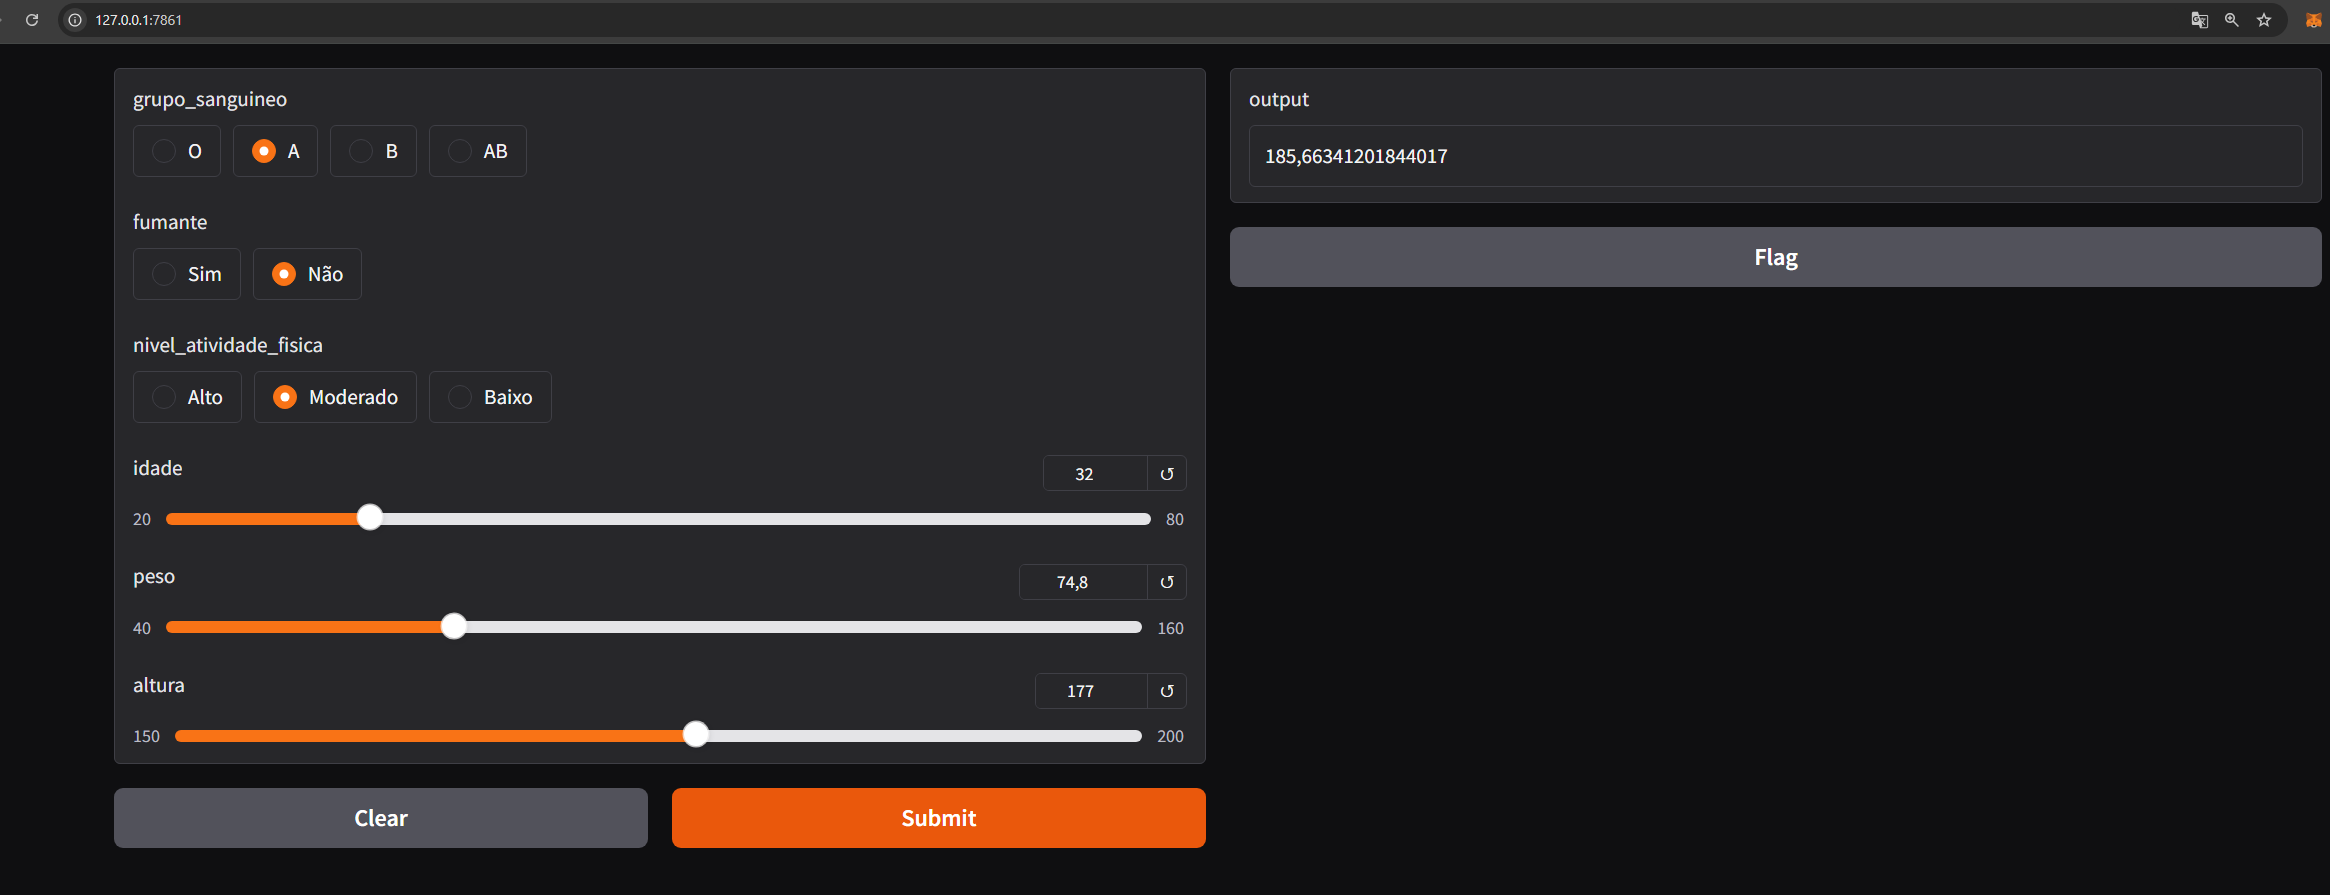 127.0.0.1:7861
grupo_sanguineo
O A B AB
fumante
Sim Não
nivel_atividade_fisica
Alto Moderado Baixo
idade 32
20 80
peso 74,8
40 160
altura 177
150 200
Clear Submit
output
185,66341201844017
Flag